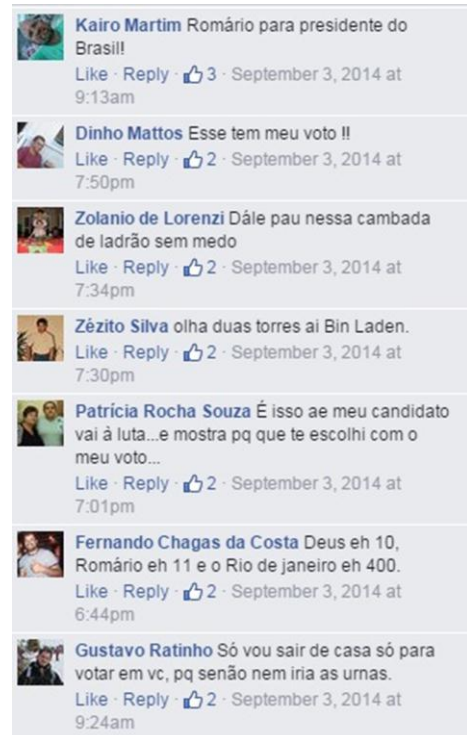 Kairo Martim Romário para presidente do
Brasil!
Like · Reply · 3 · September 3, 2014 at
9:13am
Dinho Mattos Esse tem meu voto !!
Like · Reply · 2 · September 3, 2014 at
7:50pm
Zolanio de Lorenzi Dále pau nessa cambada
de ladrão sem medo
Like · Reply · 2 · September 3, 2014 at
7:34pm
Zézito Silva olha duas torres ai Bin Laden.
Like · Reply · 2 · September 3, 2014 at
7:30pm
Patrícia Rocha Souza É isso ae meu candidato
vai à luta...e mostra pq que te escolhi com o
meu voto...
Like · Reply · 2 · September 3, 2014 at
7:01pm
Fernando Chagas da Costa Deus eh 10,
Romário eh 11 e o Rio de janeiro eh 400.
Like · Reply · 2 · September 3, 2014 at
6:44pm
Gustavo Ratinho Só vou sair de casa só para
votar em vc, pq senão nem iria as urnas.
Like · Reply · 2 · September 3, 2014 at
9:24am